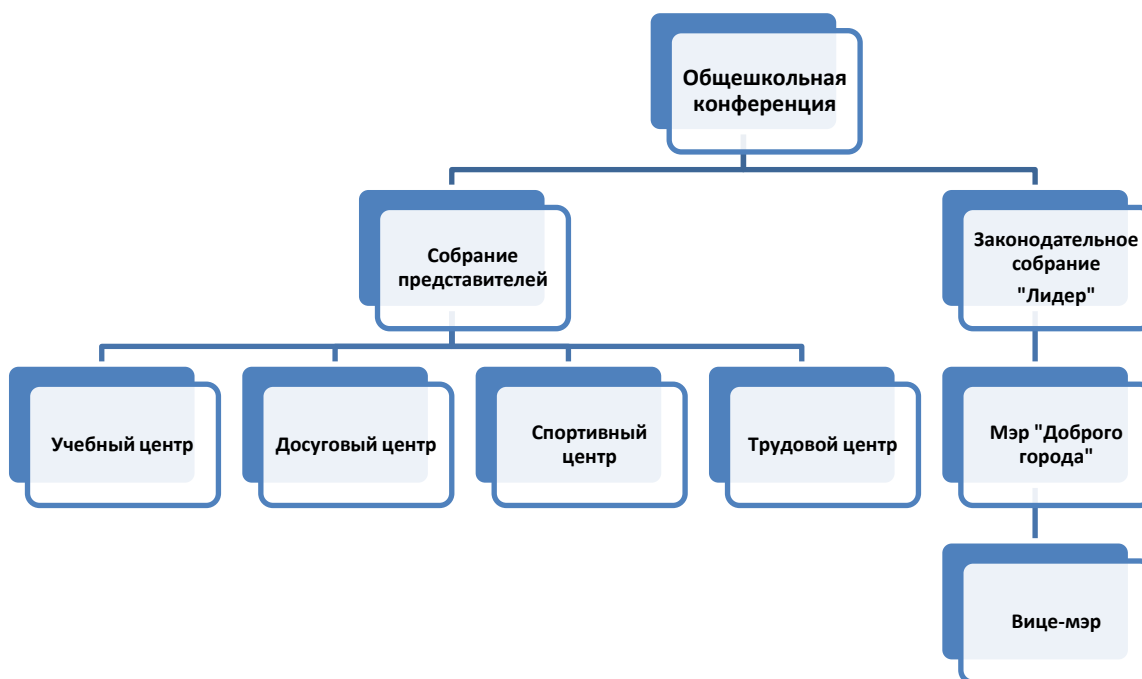 Общешкольная
конференция
Собрание
представителей
Законодательное
собрание
"Лидер"
Учебный центр
Досуговый центр
Спортивный
центр
Трудовой центр
Мэр "Доброго
города"
Вице-мэр